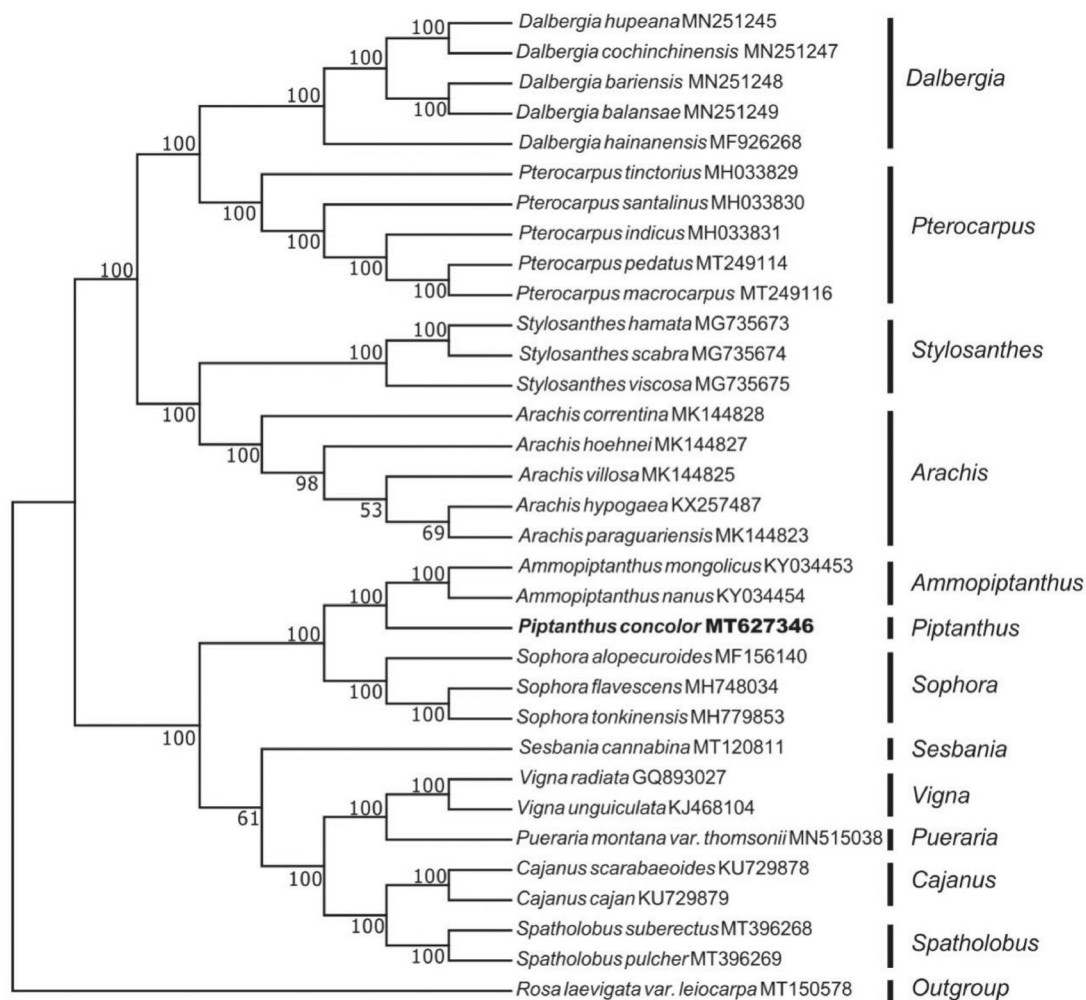 100 Dalbergia hupeana MN251245
100 Dalbergia cochinchinensis MN251247
100 Dalbergia bariensis MN251248
100 Dalbergia balansae MN251249
100 Dalbergia hainanensis MF926268
Dalbergia
100 Pterocarpus tinctorius MH033829
100 Pterocarpus santalinus MH033830
100 Pterocarpus indicus MH033831
100 Pterocarpus pedatus MT249114
100 Pterocarpus macrocarpus MT249116
Pterocarpus
100
100 Stylosanthes hamata MG735673
100 Stylosanthes scabra MG735674
Stylosanthes viscosa MG735675
Stylosanthes
100 Arachis correntina MK144828
100 Arachis hoehnei MK144827
98 Arachis villosa MK144825
53 Arachis hypogaea KX257487
69 Arachis paraguariensis MK144823
Arachis
100 Ammopiptanthus mongolicus KY034453
100 Ammopiptanthus nanus KY034454
Ammopiptanthus
100 Piptanthus concolor MT627346
Piptanthus
100 Sophora alopecuroides MF156140
100 Sophora flavescens MH748034
Sophora tonkinensis MH779853
Sophora
100 Sesbania cannabina MT120811
Sesbania
61
100 Vigna radiata GQ893027
100 Vigna unguiculata KJ468104
Vigna
Pueraria montana var. thomsonii MN515038
Pueraria
100
100 Cajanus scarabaeoides KU729878
Cajanus cajan KU729879
Cajanus
100 Spatholobus suberectus MT396268
100 Spatholobus pulcher MT396269
Spatholobus
Rosa laevigata var. leiocarpa MT150578
Outgroup